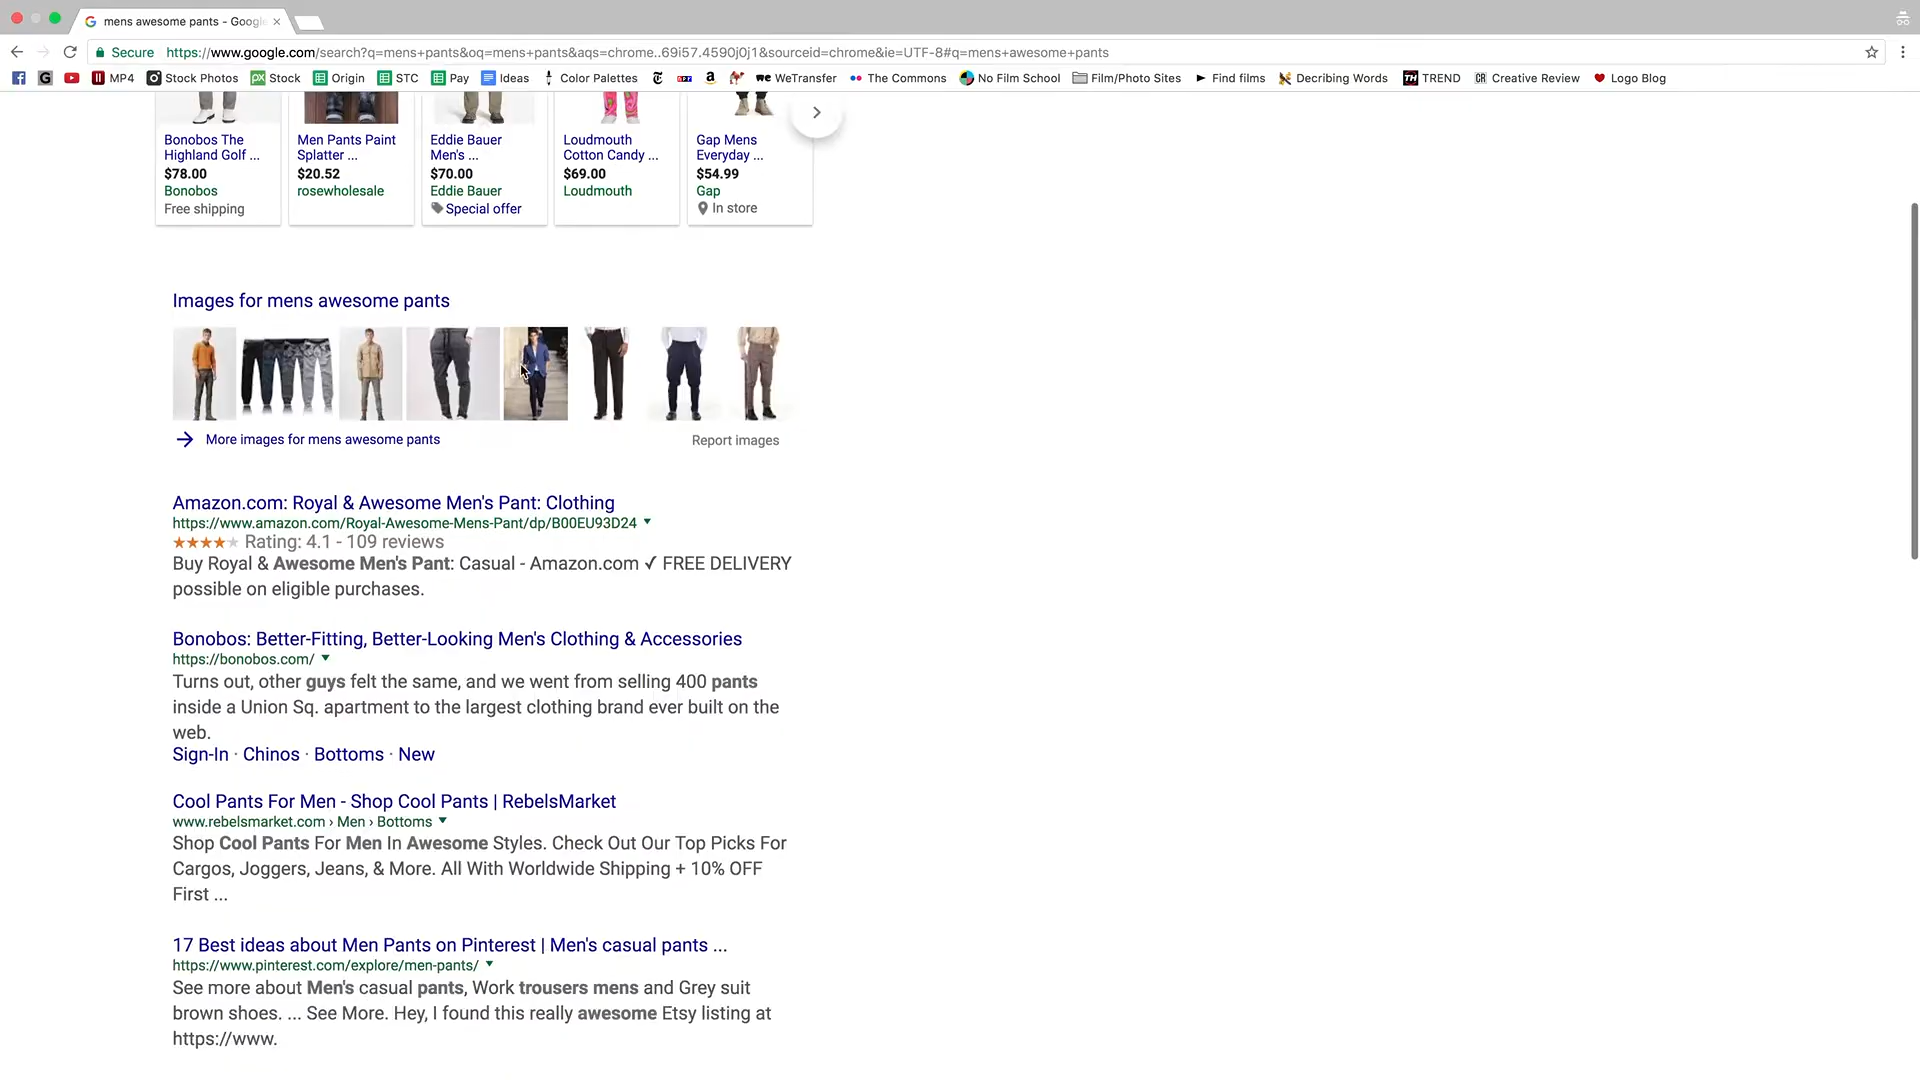 mens awesome pants - Google
Secure https://www.google.com/search?q=mens+pants&oq=mens+pants&aqs=chrome..69i57.4590j0j1&sourceid=chrome&ie=UTF-8#q=mens+awesome+pants
MP4 Stock Photos Stock Origin STC Pay Ideas Color Palettes WeTransfer The Commons No Film School Film/Photo Sites Find films Decribing Words TREND Creative Review Logo Blog
Bonobos The
Highland Golf ...
$78.00
Bonobos
Free shipping
Men Pants Paint
Splatter ...
$20.52
rosewholesale
Eddie Bauer
Men's ...
$70.00
Eddie Bauer
Special offer
Loudmouth
Cotton Candy ...
$69.00
Loudmouth
Gap Mens
Everyday ...
$54.99
Gap
In store
Images for mens awesome pants
More images for mens awesome pants
Report images
Amazon.com: Royal & Awesome Men's Pant: Clothing
https://www.amazon.com/Royal-Awesome-Mens-Pant/dp/B00EU93D24
Rating: 4.1 - 109 reviews
Buy Royal & Awesome Men's Pant: Casual - Amazon.com ✓ FREE DELIVERY
possible on eligible purchases.
Bonobos: Better-Fitting, Better-Looking Men's Clothing & Accessories
https://bonobos.com/
Turns out, other guys felt the same, and we went from selling 400 pants
inside a Union Sq. apartment to the largest clothing brand ever built on the
web.
Sign-In · Chinos · Bottoms · New
Cool Pants For Men - Shop Cool Pants | RebelsMarket
www.rebelsmarket.com › Men › Bottoms
Shop Cool Pants For Men In Awesome Styles. Check Out Our Top Picks For
Cargos, Joggers, Jeans, & More. All With Worldwide Shipping + 10% OFF
First ...
17 Best ideas about Men Pants on Pinterest | Men's casual pants ...
https://www.pinterest.com/explore/men-pants/
See more about Men's casual pants, Work trousers mens and Grey suit
brown shoes. ... See More. Hey, I found this really awesome Etsy listing at
https://www.